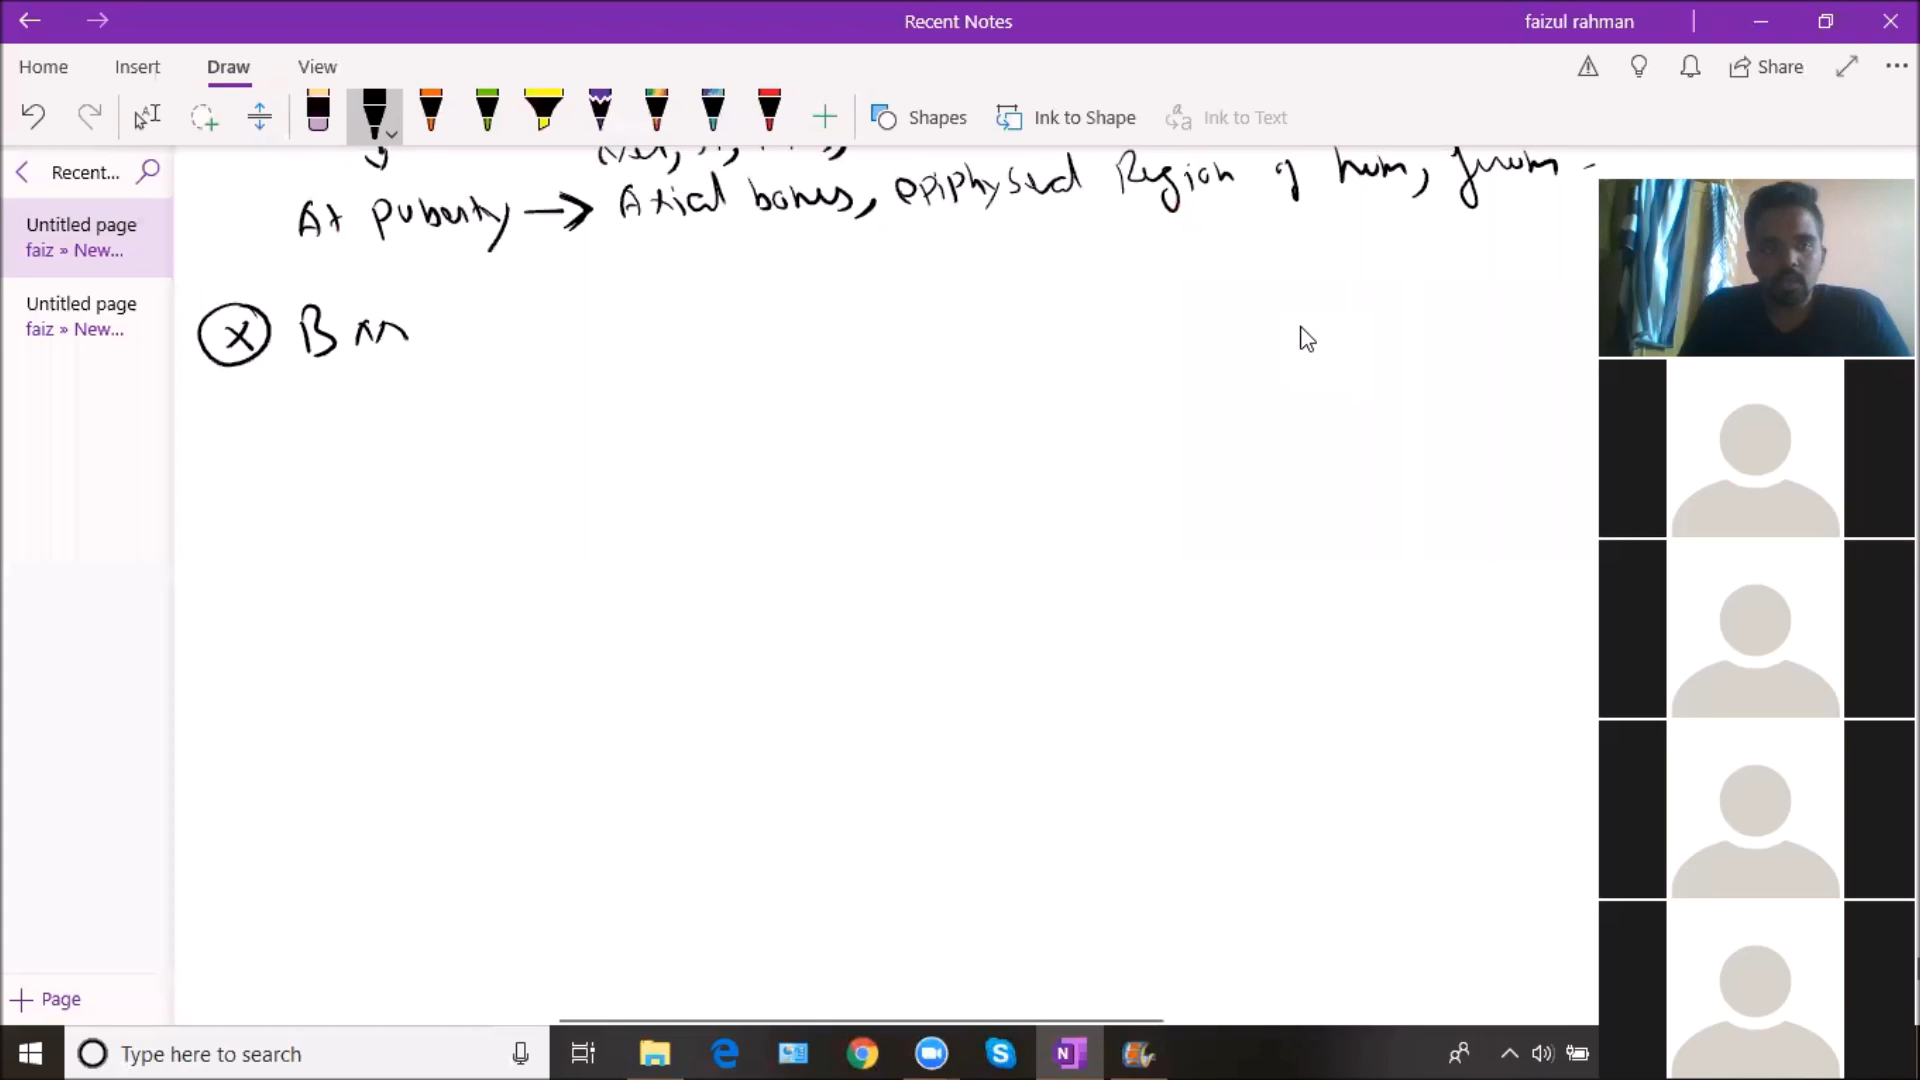 Recent Notes
faizul rahman
Home Insert Draw View
Share
Shapes Ink to Shape Ink to Text
Recent...
Untitled page
faiz » New...
Untitled page
faiz » New...
At puberty → Axial bones, epiphyseal Region of hum,
B m
Page
Type here to search